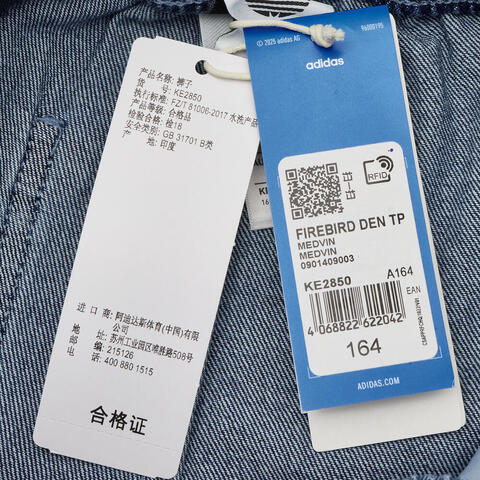 产品名称: 裤子
货 号: KE2850
执行标准: FZ/T 81006-2017 水洗产品
产品等级: 合格品
检验合格: 检18
安全类别: GB 31701 B类
产 地: 印度
进 口 商: 阿迪达斯体育(中国)有限公司
地址: 苏州工业园区唯胜路508号
邮编: 215126
电话: 400 880 1515
合格证
© 2025 adidas AG
96000195
adidas
RFID
FIREBIRD DEN TP
MEDVIN
MEDVIN
0901409003
KE2850 A164
EAN
4 068822 622042
164
ADIDAS.COM